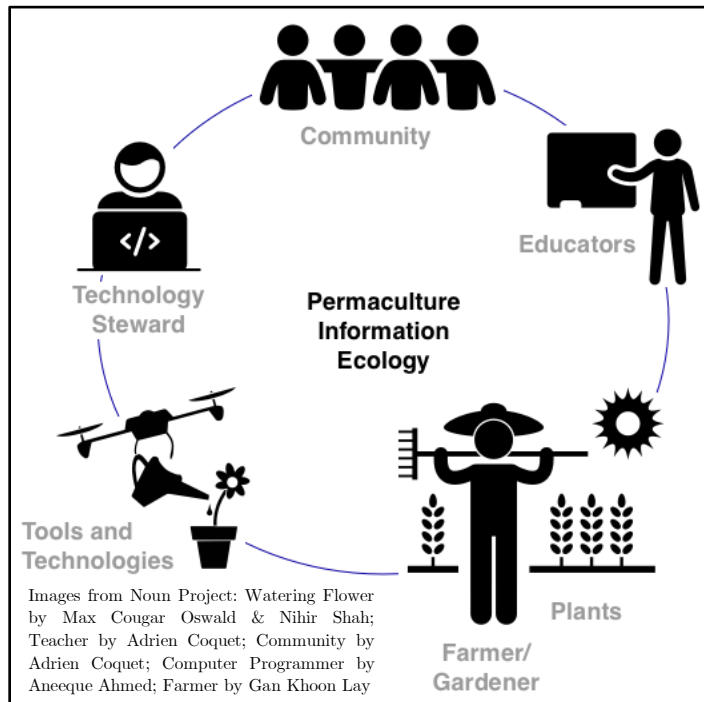 Community
Educators
</>
Technology
Steward
Permaculture
Information
Ecology
Tools and
Technologies
Plants
Farmer/
Gardener
Images from Noun Project: Watering Flower
by Max Cougar Oswald & Nihir Shah;
Teacher by Adrien Coquet; Community by
Adrien Coquet; Computer Programmer by
Aneeque Ahmed; Farmer by Gan Khoon Lay